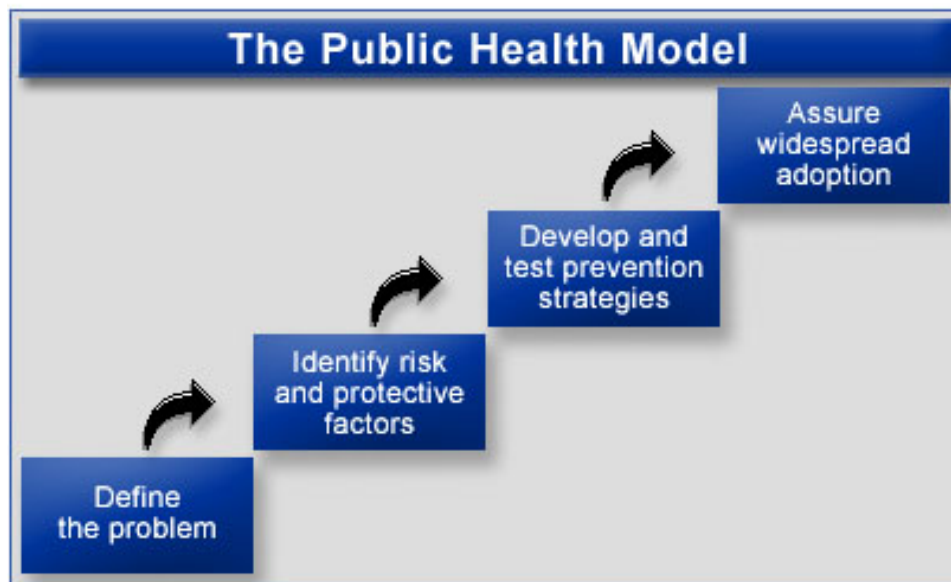 The Public Health Model
Assure
widespread
adoption
Develop and
test prevention
strategies
Identify risk
and protective
factors
Define
the problem